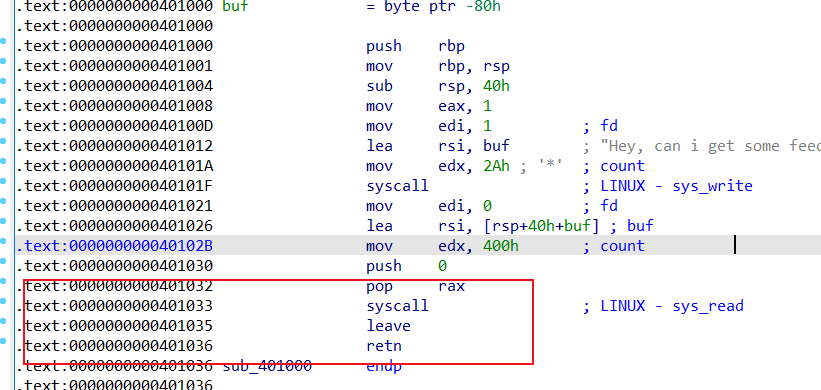 .text:0000000000401000 buf = byte ptr -80h
.text:0000000000401000
.text:0000000000401000 push rbp
.text:0000000000401001 mov rbp, rsp
.text:0000000000401004 sub rsp, 40h
.text:0000000000401008 mov eax, 1
.text:000000000040100D mov edi, 1 ; fd
.text:0000000000401012 lea rsi, buf ; "Hey, can i get some feed
.text:000000000040101A mov edx, 2Ah ; '*' ; count
.text:000000000040101F syscall ; LINUX - sys_write
.text:0000000000401021 mov edi, 0 ; fd
.text:0000000000401026 lea rsi, [rsp+40h+buf] ; buf
.text:000000000040102B mov edx, 400h ; count
.text:0000000000401030 push 0
.text:0000000000401032 pop rax
.text:0000000000401033 syscall ; LINUX - sys_read
.text:0000000000401035 leave
.text:0000000000401036 retn
.text:0000000000401036 sub_401000 endp
.text:0000000000401036